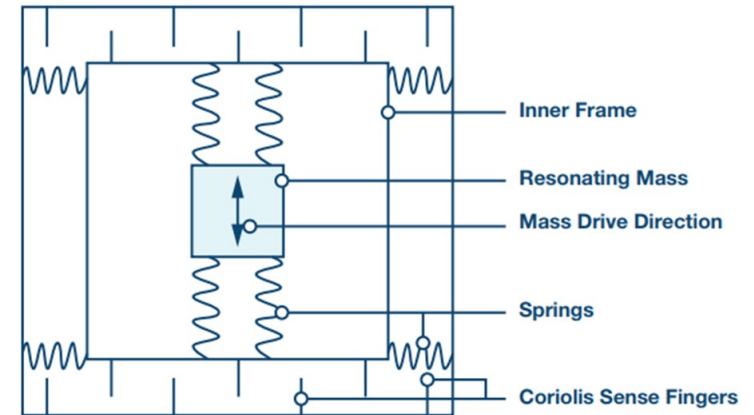 Inner Frame
Resonating Mass
Mass Drive Direction
Springs
Coriolis Sense Fingers